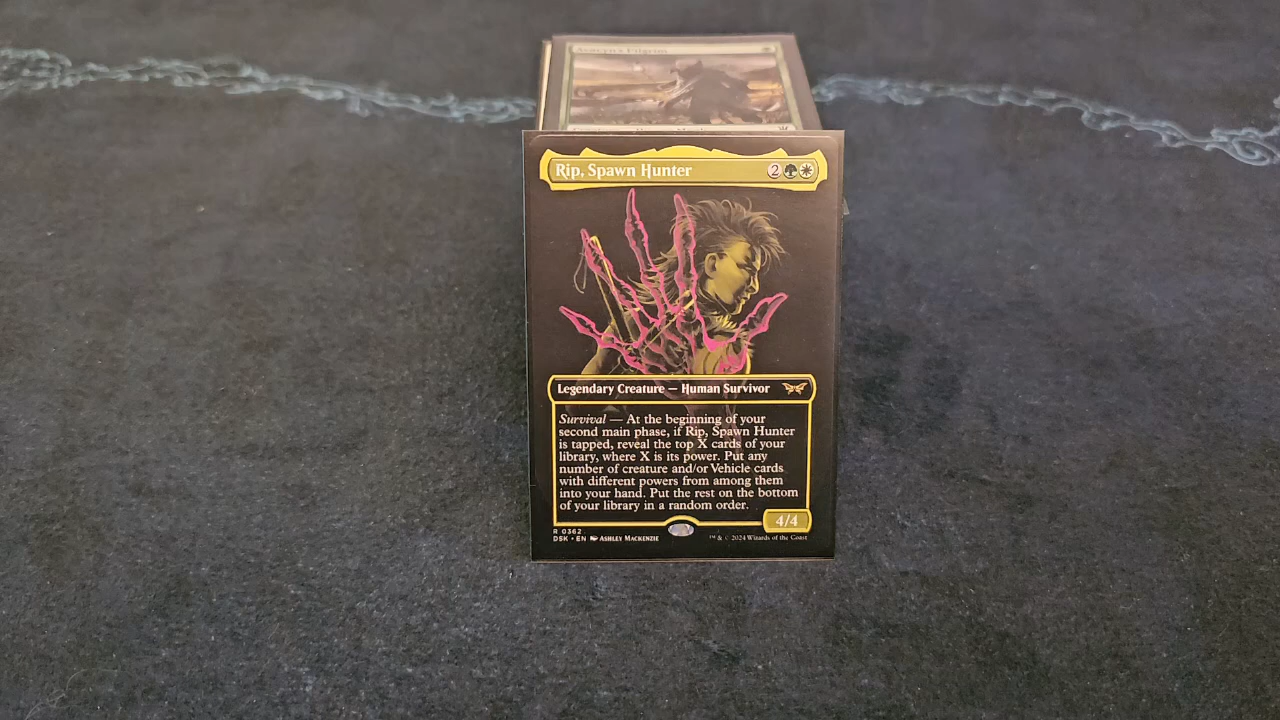 Avacyn's Pilgrim
Rip, Spawn Hunter 2
Legendary Creature — Human Survivor
Survival — At the beginning of your
second main phase, if Rip, Spawn Hunter
is tapped, reveal the top X cards of your
library, where X is its power. Put any
number of creature and/or Vehicle cards
with different powers from among them
into your hand. Put the rest on the bottom
of your library in a random order.
4/4
R 0362
DSK • EN ASHLEY MACKENZIE ™ & © 2024 Wizards of the Coast